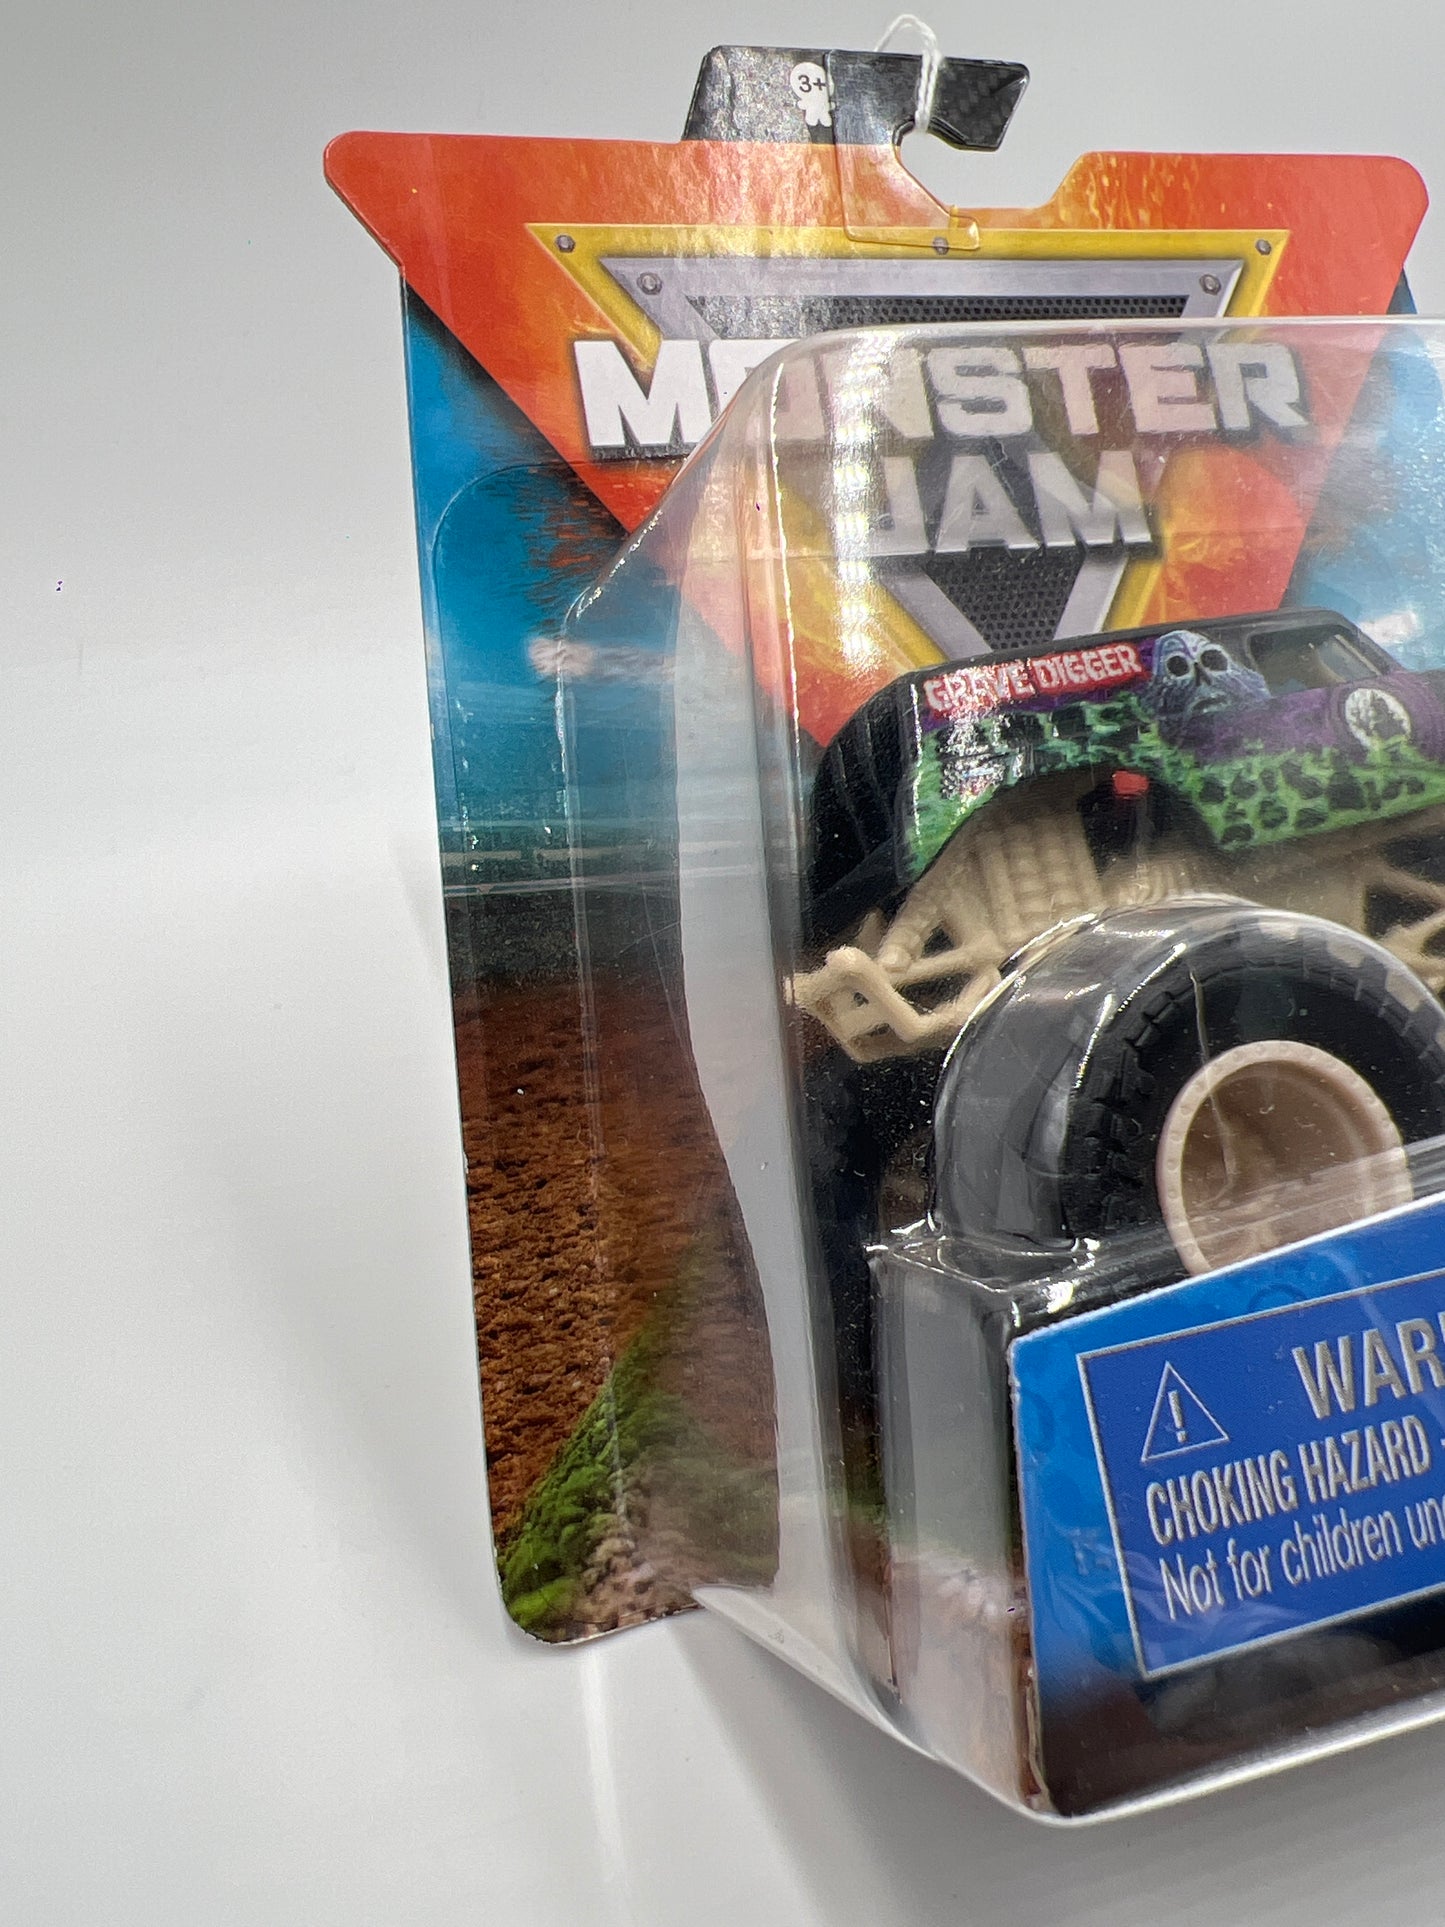 3+
MONSTER
JAM
GRAVE DIGGER
WAR
CHOKING HAZARD -
Not for children un